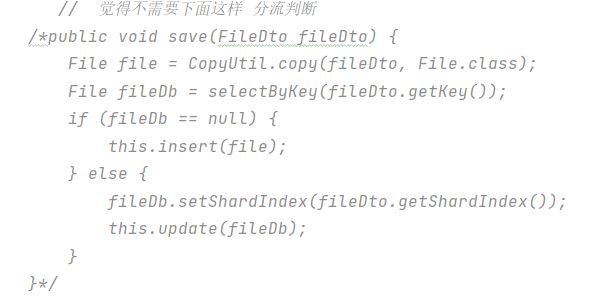 // 觉得不需要下面这样 分流判断
/*public void save(FileDto fileDto) {
    File file = CopyUtil.copy(fileDto, File.class);
    File fileDb = selectByKey(fileDto.getKey());
    if (fileDb == null) {
        this.insert(file);
    } else {
        fileDb.setShardIndex(fileDto.getShardIndex());
        this.update(fileDb);
    }
}*/